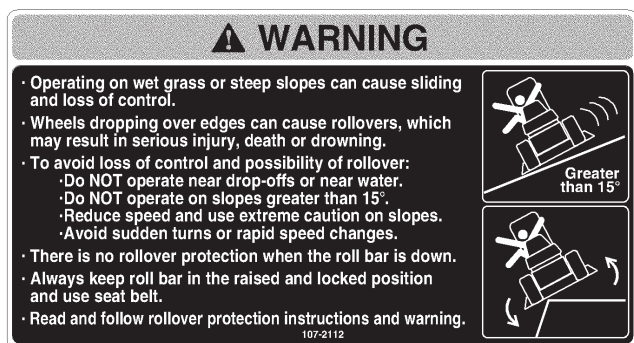 WARNING
· Operating on wet grass or steep slopes can cause sliding
and loss of control.
· Wheels dropping over edges can cause rollovers, which
may result in serious injury, death or drowning.
· To avoid loss of control and possibility of rollover:
·Do NOT operate near drop-offs or near water.
·Do NOT operate on slopes greater than 15°.
·Reduce speed and use extreme caution on slopes.
·Avoid sudden turns or rapid speed changes.
· There is no rollover protection when the roll bar is down.
· Always keep roll bar in the raised and locked position
and use seat belt.
· Read and follow rollover protection instructions and warning.
107-2112
Greater
than 15°